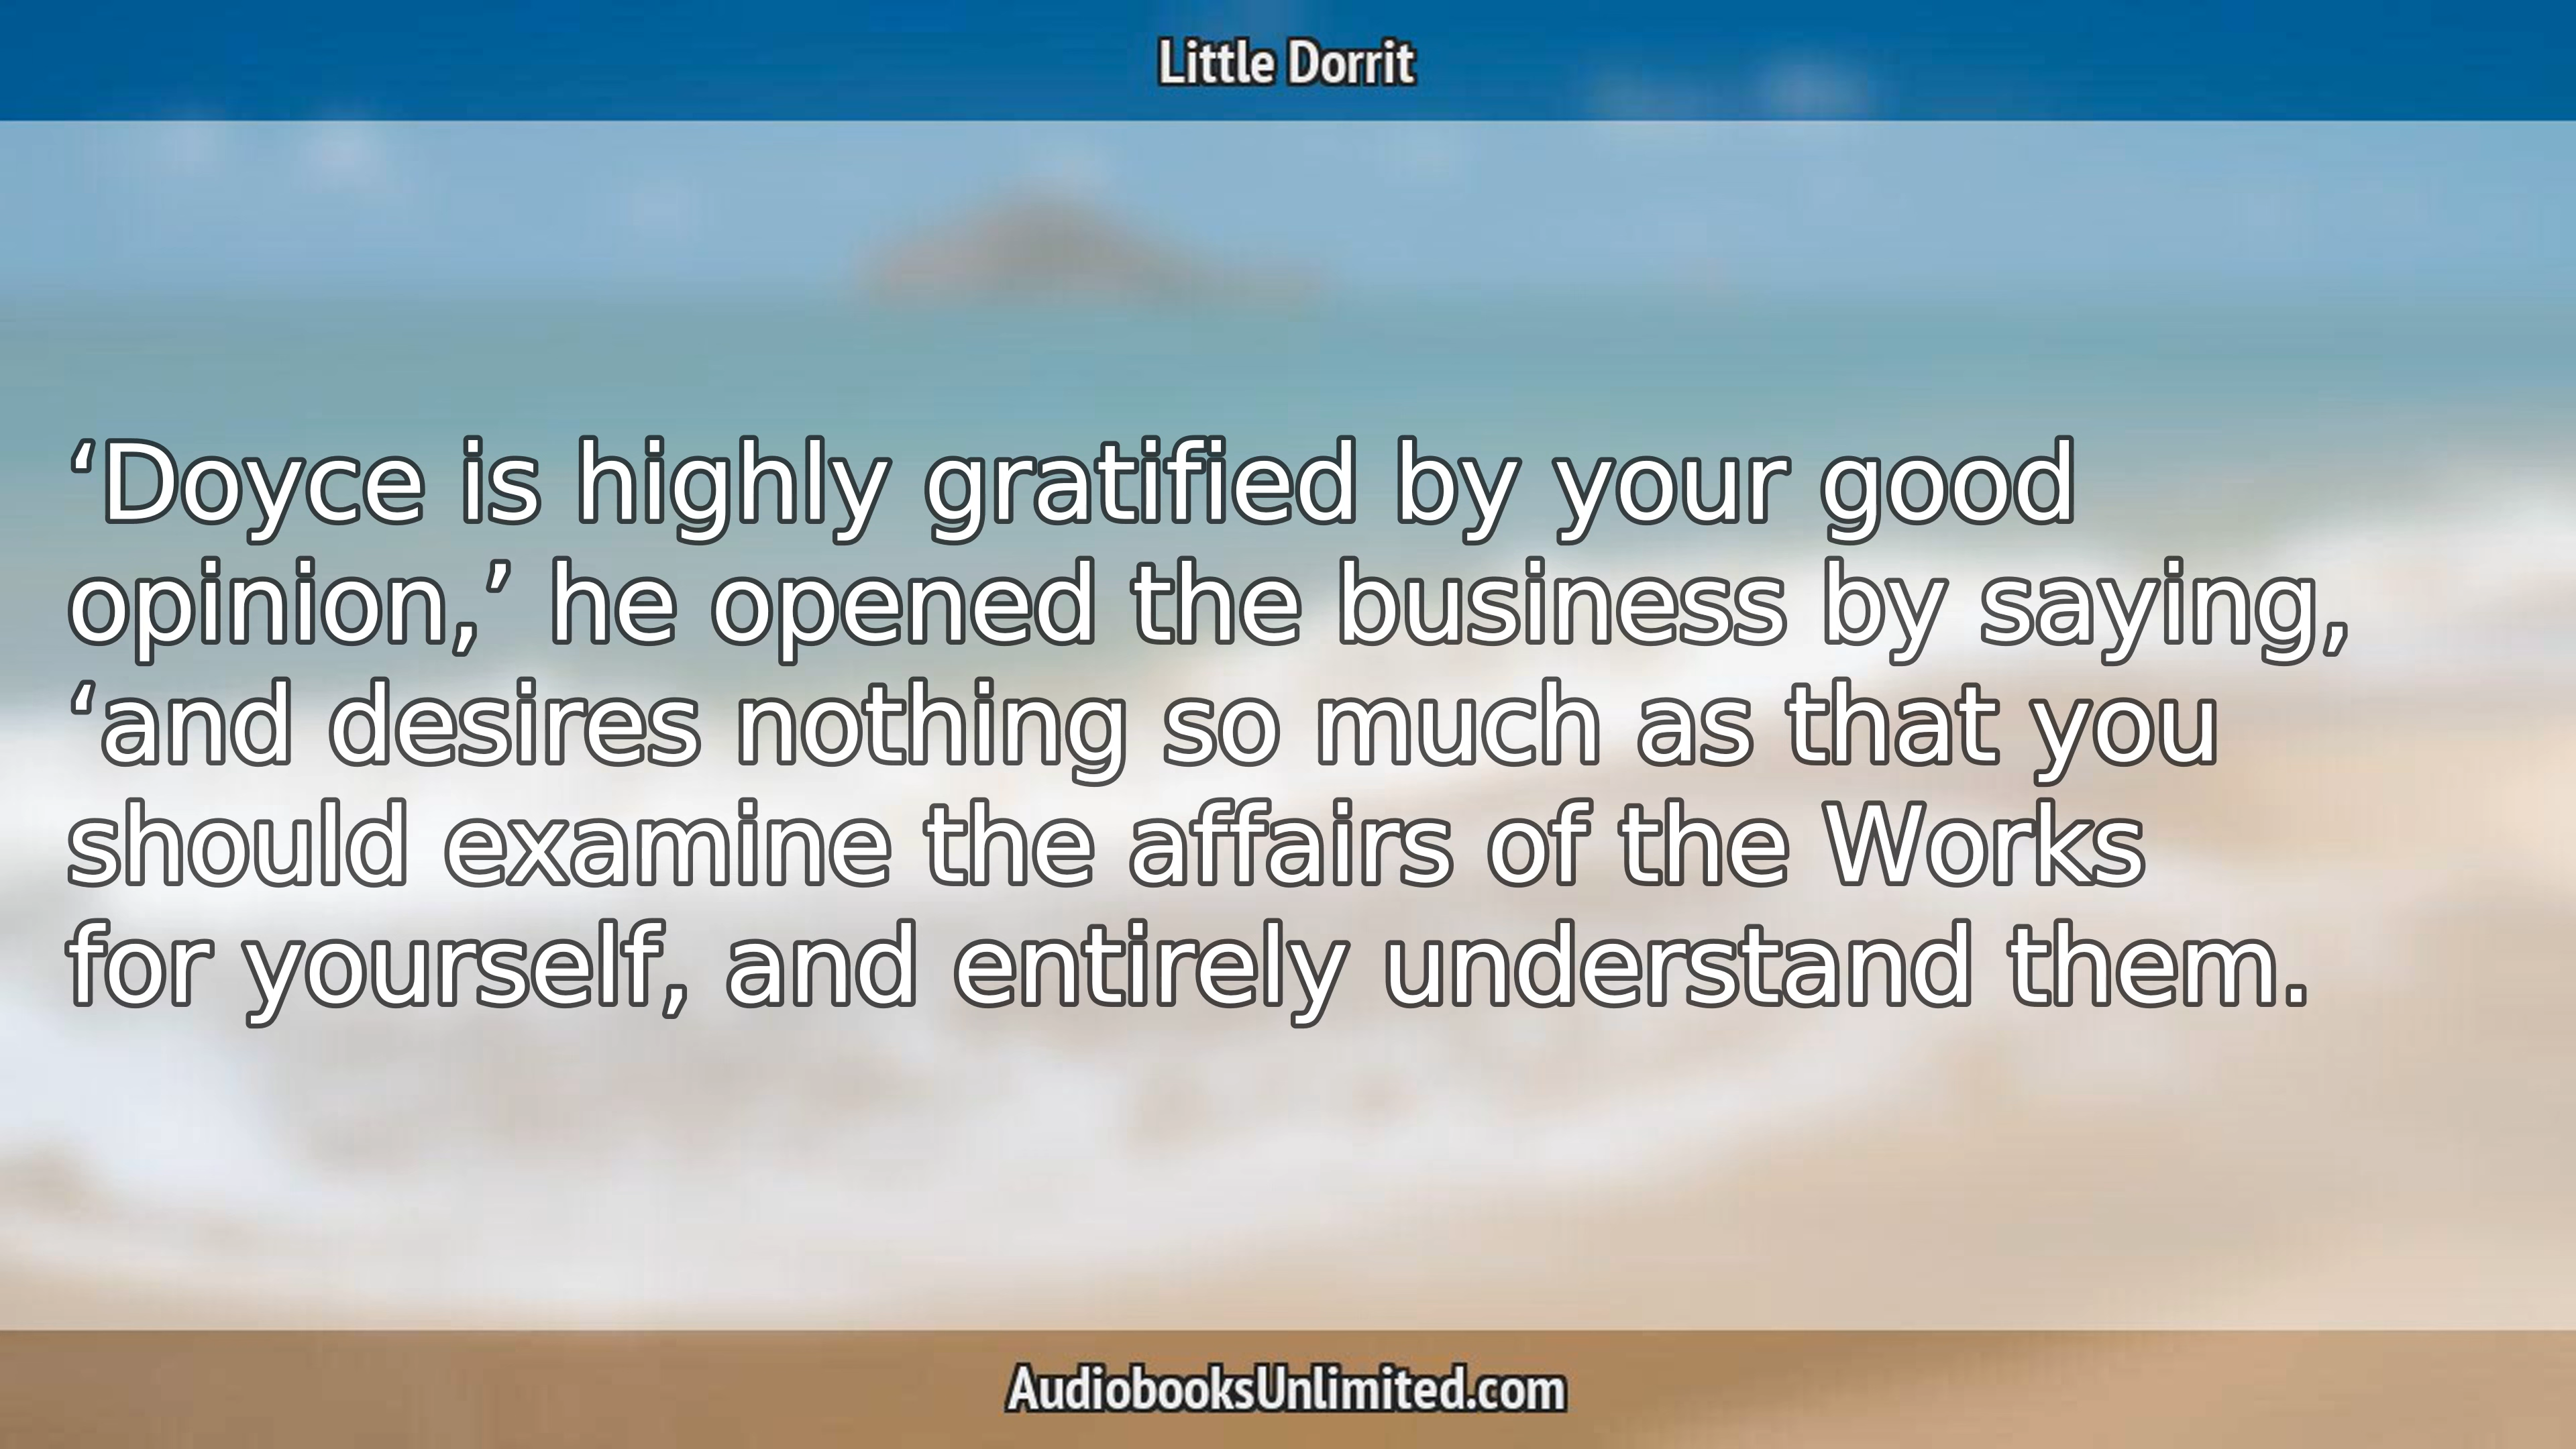 Little Dorrit
‘Doyce is highly gratified by your good
opinion,’ he opened the business by saying,
‘and desires nothing so much as that you
should examine the affairs of the Works
for yourself, and entirely understand them.
AudiobooksUnlimited.com